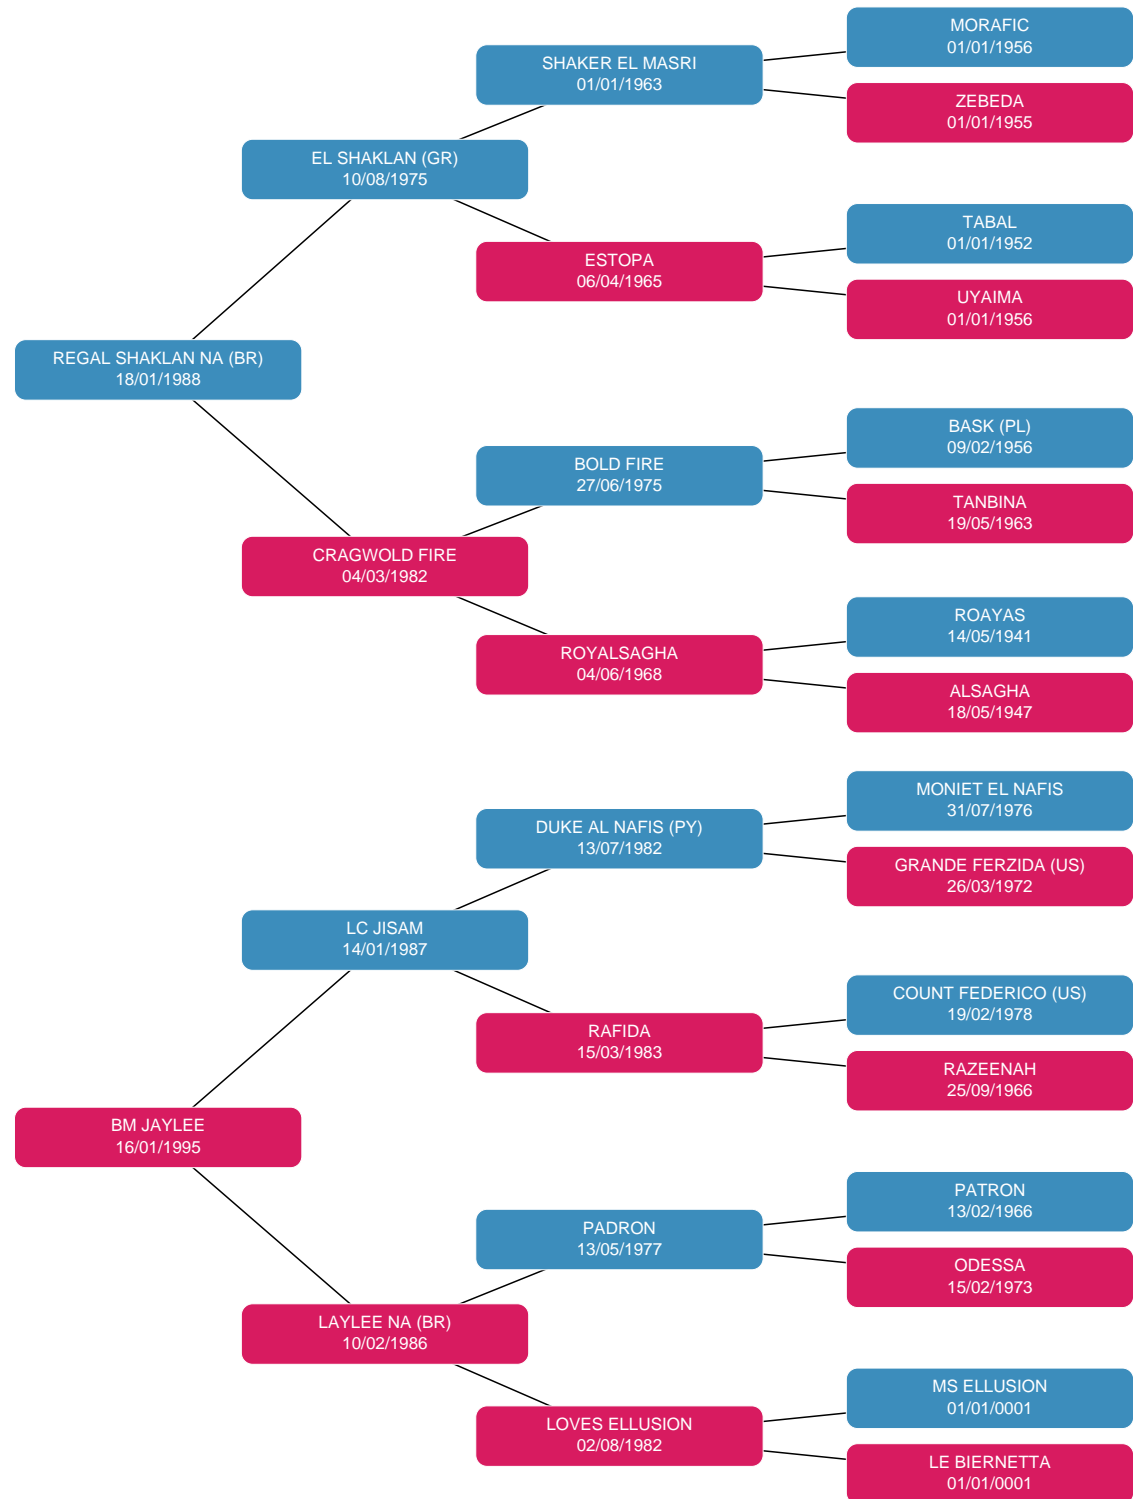 MORAFIC
01/01/1956
SHAKER EL MASRI
01/01/1963
ZEBEDA
01/01/1955
EL SHAKLAN (GR)
10/08/1975
TABAL
01/01/1952
ESTOPA
06/04/1965
UYAIMA
01/01/1956
REGAL SHAKLAN NA (BR)
18/01/1988
BASK (PL)
09/02/1956
BOLD FIRE
27/06/1975
TANBINA
19/05/1963
CRAGWOLD FIRE
04/03/1982
ROAYAS
14/05/1941
ROYALSAGHA
04/06/1968
ALSAGHA
18/05/1947
MONIET EL NAFIS
31/07/1976
DUKE AL NAFIS (PY)
13/07/1982
GRANDE FERZIDA (US)
26/03/1972
LC JISAM
14/01/1987
COUNT FEDERICO (US)
19/02/1978
RAFIDA
15/03/1983
RAZEENAH
25/09/1966
BM JAYLEE
16/01/1995
PATRON
13/02/1966
PADRON
13/05/1977
ODESSA
15/02/1973
LAYLEE NA (BR)
10/02/1986
MS ELLUSION
01/01/0001
LOVES ELLUSION
02/08/1982
LE BIERNETTA
01/01/0001